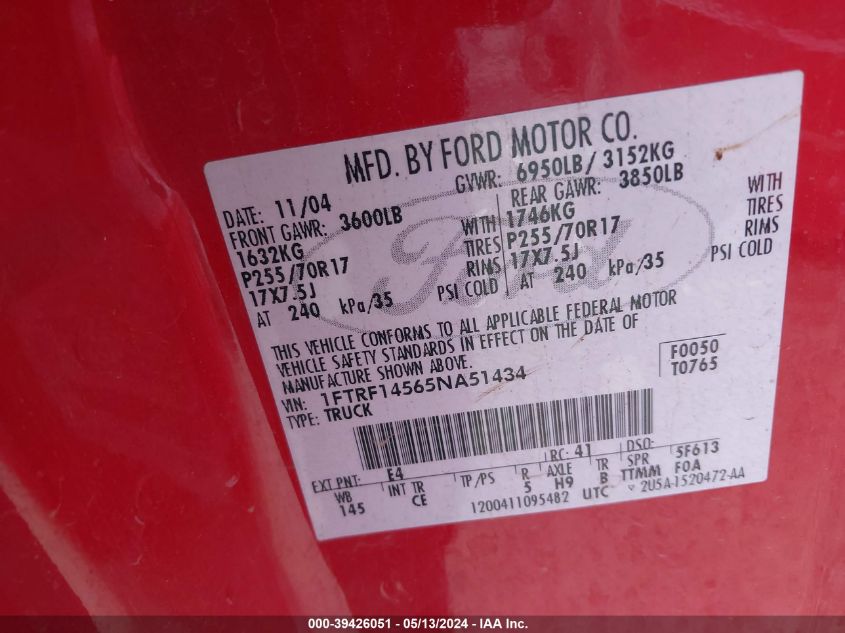 MFD. BY FORD MOTOR CO.
DATE: 11/04 GVWR: 6950LB/ 3152KG
FRONT GAWR: 3600LB REAR GAWR: 3850LB
1632KG WITH 1746KG WITH
P255/70R17 TIRES P255/70R17 TIRES
17X7.5J RIMS 17X7.5J RIMS
AT 240 kPa/35 PSI COLD AT 240 kPa/35 PSI COLD
THIS VEHICLE CONFORMS TO ALL APPLICABLE FEDERAL MOTOR
VEHICLE SAFETY STANDARDS IN EFFECT ON THE DATE OF
MANUFACTURE SHOWN ABOVE.
VIN: 1FTRF14565NA51434 F0050
TYPE: TRUCK T0765
Ford
EXT PNT: E4 RC: 41 DSO:
WB INT TR TP/PS R AXLE TR SPR 5F613
145 CE 5 H9 B TTMM F0A
1200411095482 UTC 2U5A-1520472-AA
000-39426051 - 05/13/2024 - IAA Inc.